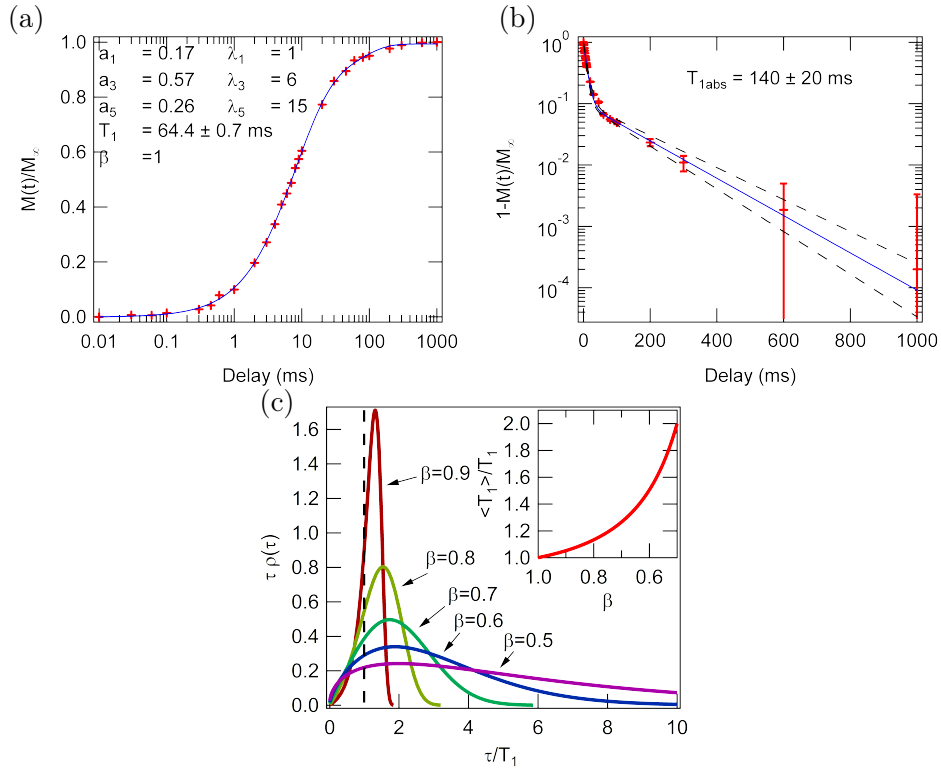 (a)
1.0
0.8
0.6
0.4
0.2
0.0
M(t)/M∞
a1 = 0.17 λ1 = 1
a3 = 0.57 λ3 = 6
a5 = 0.26 λ5 = 15
T1 = 64.4 ± 0.7 ms
β =1
0.01 0.1 1 10 100 1000
Delay (ms)
(b)
10^0
10^-1
10^-2
10^-3
10^-4
1-M(t)/M∞
T1abs = 140 ± 20 ms
0 200 400 600 800 1000
Delay (ms)
(c)
1.6
1.4
1.2
1.0
0.8
0.6
0.4
0.2
0.0
τ ρ(τ)
β=0.9
β=0.8
β=0.7
β=0.6
β=0.5
0 2 4 6 8 10
τ/T1
2.0
1.8
1.6
1.4
1.2
1.0
<T1>/T1
1.0 0.8 0.6
β